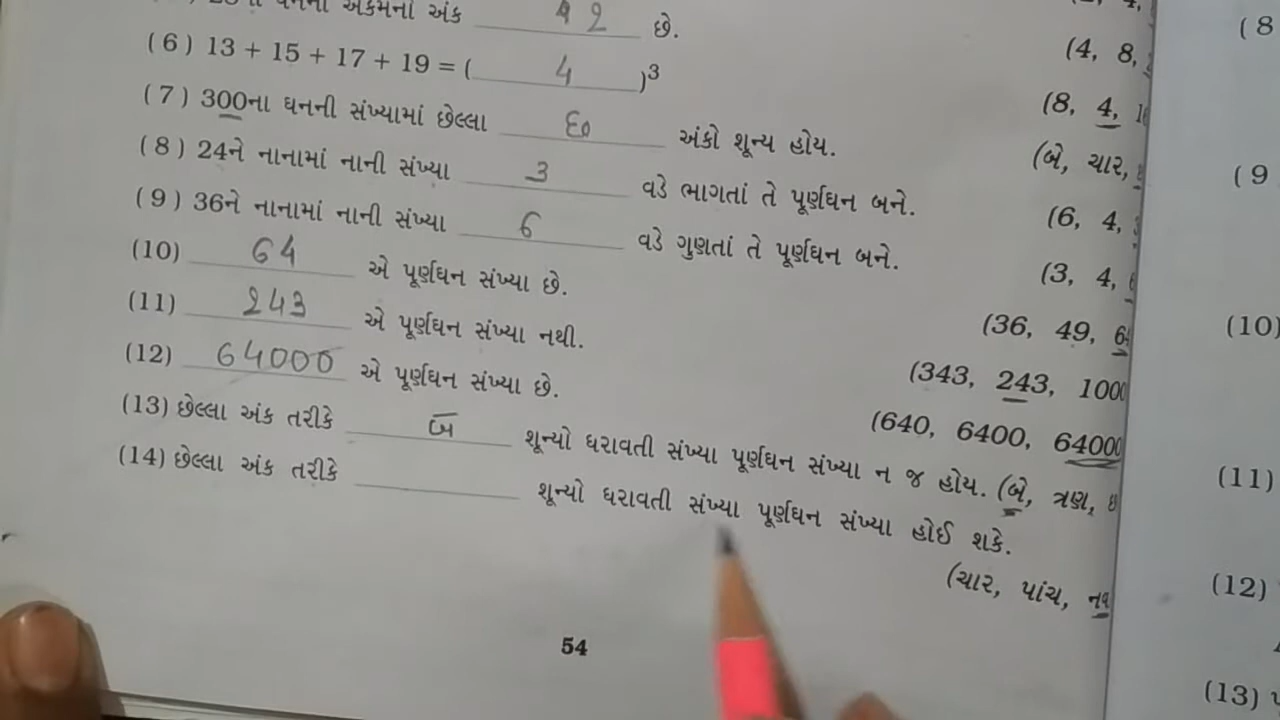 અંક 42 છે.
(6) 13 + 15 + 17 + 19 = ( 4 )3
(4, 8,
(7) 300ના ઘનની સંખ્યામાં છેલ્લા અંકો શૂન્ય હોય.
(8, 4,
(8) 24ને નાનામાં નાની સંખ્યા 3 વડે ભાગતાં તે પૂર્ણઘન બને.
(બે, ચાર,
(9) 36ને નાનામાં નાની સંખ્યા 6 વડે ગુણતાં તે પૂર્ણઘન બને.
(6, 4,
(10) 64 એ પૂર્ણઘન સંખ્યા છે.
(3, 4,
(11) 243 એ પૂર્ણઘન સંખ્યા નથી.
(36, 49,
(12) 64000 એ પૂર્ણઘન સંખ્યા છે.
(343, 243, 1000
(640, 6400, 64000
(13) છેલ્લા અંક તરીકે બે શૂન્યો ધરાવતી સંખ્યા પૂર્ણઘન સંખ્યા ન જ હોય. (બે, ત્રણ, છ
(14) છેલ્લા અંક તરીકે શૂન્યો ધરાવતી સંખ્યા પૂર્ણઘન સંખ્યા હોઈ શકે.
(ચાર, પાંચ, નવ
54
(8
(9
(10)
(11)
(12)
(13)